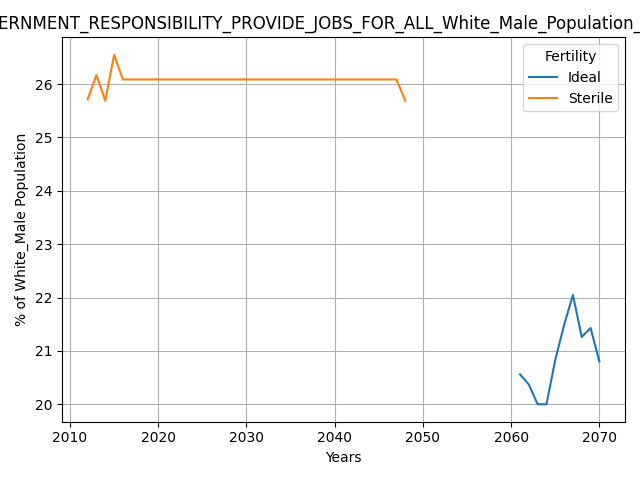 ERNMENT_RESPONSIBILITY_PROVIDE_JOBS_FOR_ALL_White_Male_Population_
Fertility
Ideal
Sterile
% of White_Male Population
26
25
24
23
22
21
20
2010 2020 2030 2040 2050 2060 2070
Years